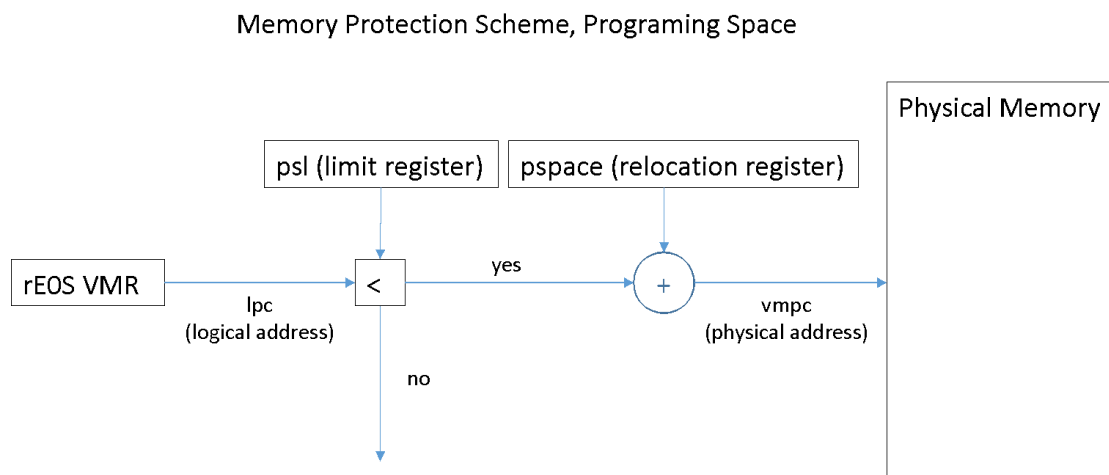 Memory Protection Scheme, Programing Space
Physical Memory
psl (limit register)
pspace (relocation register)
rEOS VMR
<
yes
+
lpc
(logical address)
vmpc
(physical address)
no